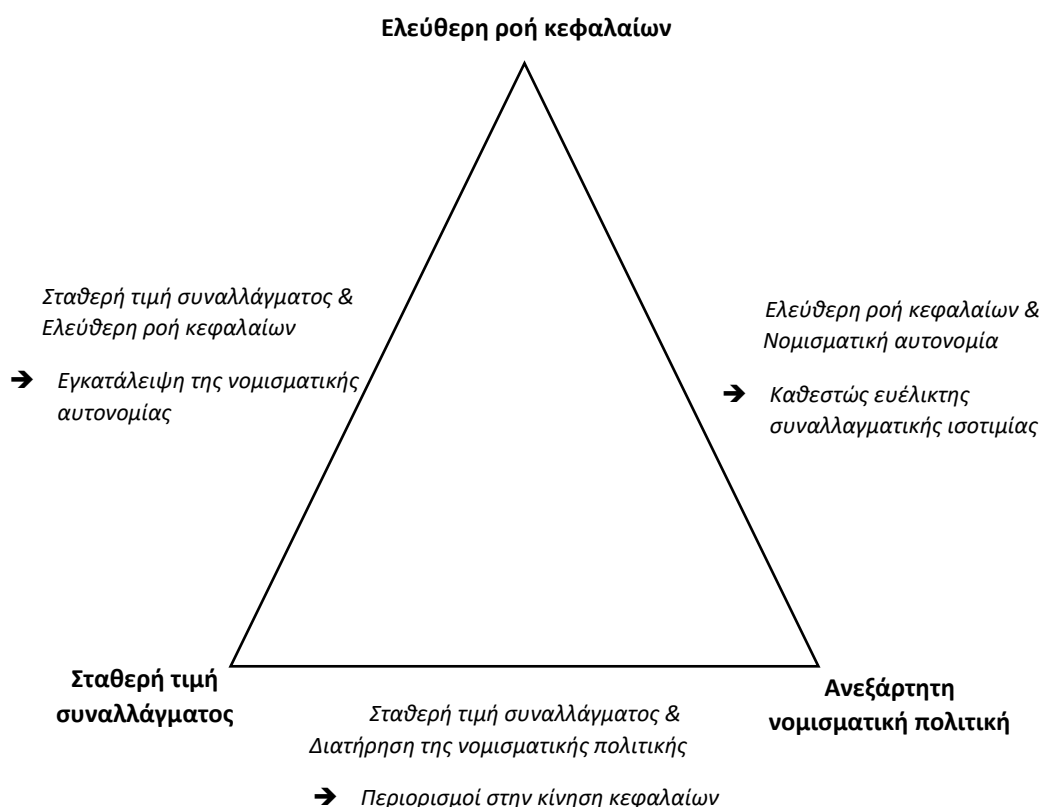 Ελεύθερη ροή κεφαλαίων
Σταθερή τιμή συναλλάγματος &
Ελεύθερη ροή κεφαλαίων
➔ Εγκατάλειψη της νομισματικής
αυτονομίας
Ελεύθερη ροή κεφαλαίων &
Νομισματική αυτονομία
➔ Καθεστώς ευέλικτης
συναλλαγματικής ισοτιμίας
Σταθερή τιμή
συναλλάγματος
Ανεξάρτητη
νομισματική πολιτική
Σταθερή τιμή συναλλάγματος &
Διατήρηση της νομισματικής πολιτικής
➔ Περιορισμοί στην κίνηση κεφαλαίων